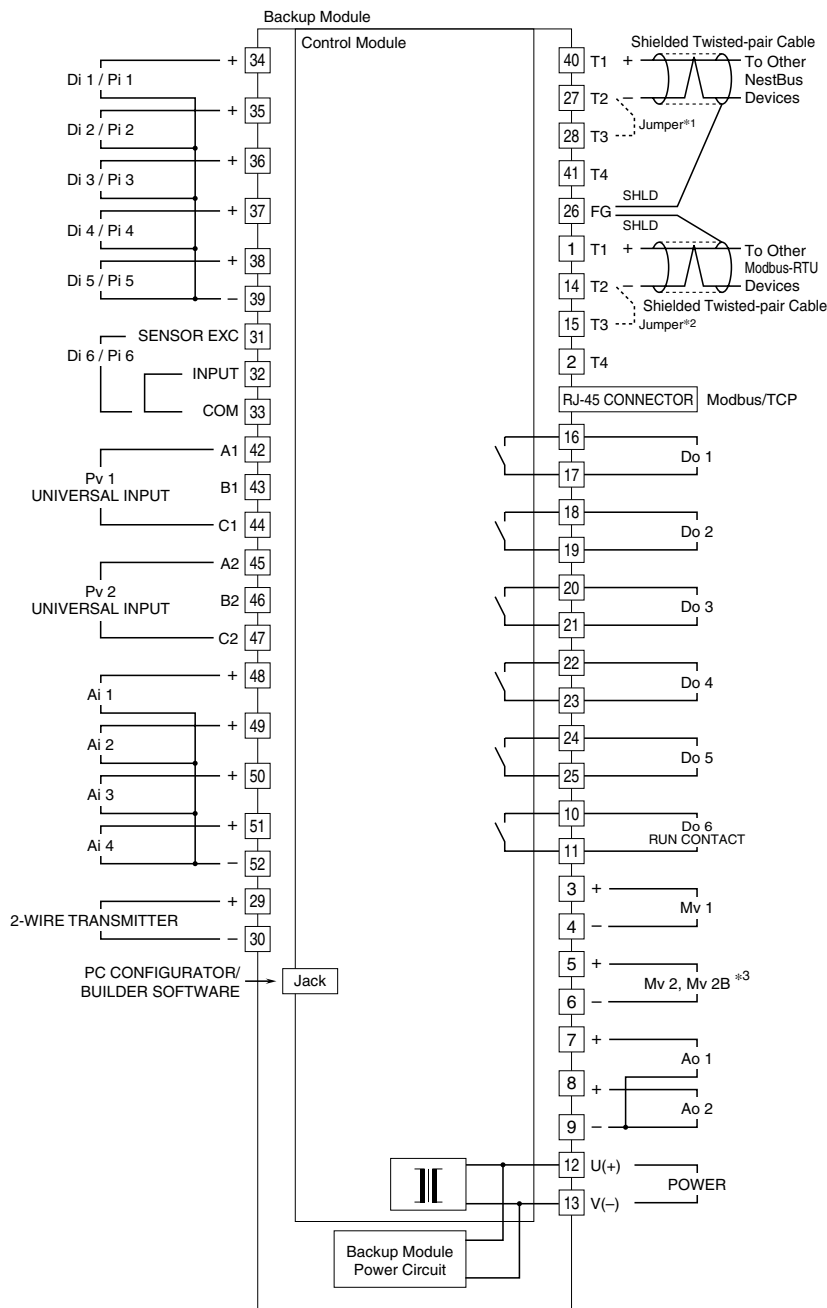 Backup Module
Control Module
Di 1 / Pi 1
+ 34
Di 2 / Pi 2
+ 35
Di 3 / Pi 3
+ 36
Di 4 / Pi 4
+ 37
Di 5 / Pi 5
+ 38
− 39
Di 6 / Pi 6
SENSOR EXC 31
INPUT 32
COM 33
Pv 1
UNIVERSAL INPUT
A1 42
B1 43
C1 44
Pv 2
UNIVERSAL INPUT
A2 45
B2 46
C2 47
Ai 1
+ 48
Ai 2
+ 49
Ai 3
+ 50
Ai 4
+ 51
− 52
2-WIRE TRANSMITTER
+ 29
− 30
PC CONFIGURATOR/
BUILDER SOFTWARE
Jack
Backup Module
Power Circuit
Shielded Twisted-pair Cable
40 T1 +
To Other
NestBus
Devices
27 T2 −
Jumper*1
28 T3
41 T4
26 FG
SHLD
SHLD
1 T1 +
To Other
Modbus-RTU
Devices
14 T2 −
Shielded Twisted-pair Cable
Jumper*2
15 T3
2 T4
RJ-45 CONNECTOR Modbus/TCP
16
Do 1
17
18
Do 2
19
20
Do 3
21
22
Do 4
23
24
Do 5
25
10
Do 6
RUN CONTACT
11
3 +
Mv 1
4 −
5 +
Mv 2, Mv 2B *3
6 −
7 +
Ao 1
8 +
Ao 2
9 −
12 U(+)
POWER
13 V(−)